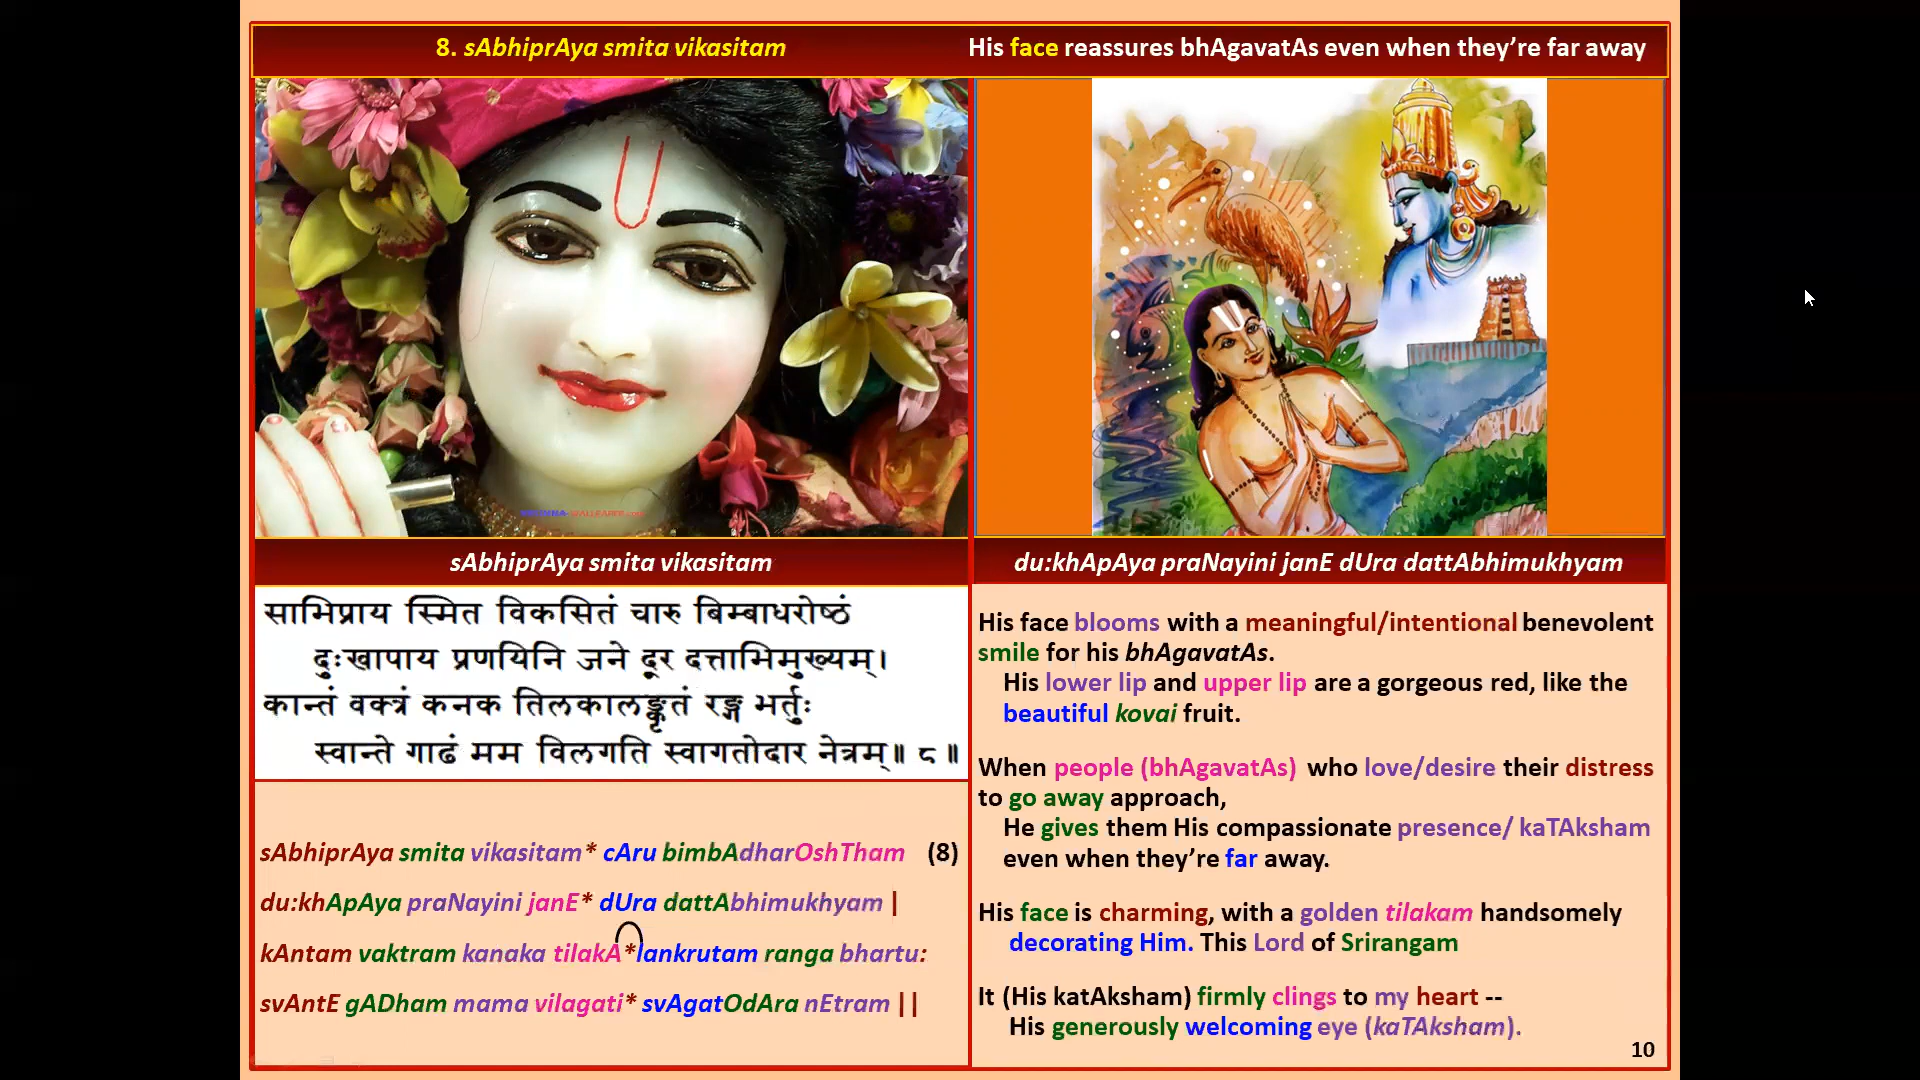 8. sAbhiprAya smita vikasitam
His face reassures bhAgavatAs even when they’re far away
sAbhiprAya smita vikasitam
साभिप्राय स्मित विकसितं चारु बिम्बाधरोष्ठं
दुःखापाय प्रणयिनि जने दूर दत्ताभिमुख्यम्।
कान्तं वक्त्रं कनक तिलकालङ्कृतं रङ्ग भर्तुः
स्वान्ते गाढं मम विलगति स्वागतोदार नेत्रम्॥ ८ ॥
sAbhiprAya smita vikasitam* cAru bimbAdharOshTham (8)
du:khApAya praNayini janE* dUra dattAbhimukhyam |
kAntam vaktram kanaka tilakA*lankrutam ranga bhartu:
svAntE gADham mama vilagati* svAgatOdAra nEtram ||
du:khApAya praNayini janE dUra dattAbhimukhyam
His face blooms with a meaningful/intentional benevolent
smile for his bhAgavatAs.
His lower lip and upper lip are a gorgeous red, like the
beautiful kovai fruit.
When people (bhAgavatAs) who love/desire their distress
to go away approach,
He gives them His compassionate presence/ kaTAksham
even when they’re far away.
His face is charming, with a golden tilakam handsomely
decorating Him. This Lord of Srirangam
It (His katAksham) firmly clings to my heart --
His generously welcoming eye (kaTAksham).
10